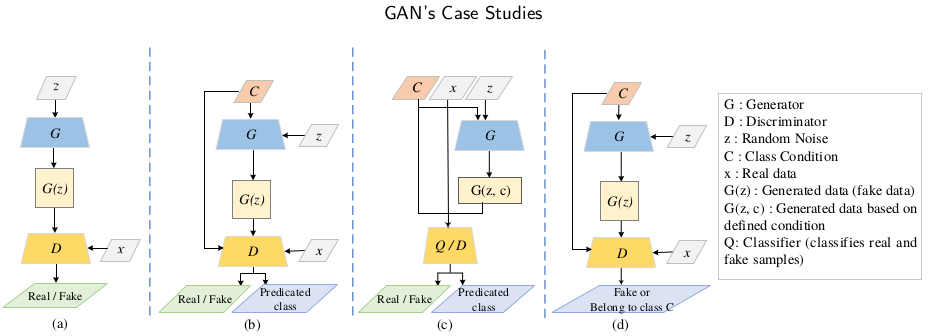 GAN's Case Studies
z
G
G(z)
D
x
Real / Fake
(a)
C
G
z
G(z)
D
x
Real / Fake
Predicated
class
(b)
C
x
z
G
G(z, c)
Q / D
Real / Fake
Predicated
class
(c)
C
G
z
G(z)
D
x
Fake or
Belong to class C
(d)
G : Generator
D : Discriminator
z : Random Noise
C : Class Condition
x : Real data
G(z) : Generated data (fake data)
G(z, c) : Generated data based on
defined condition
Q: Classifier (classifies real and
fake samples)